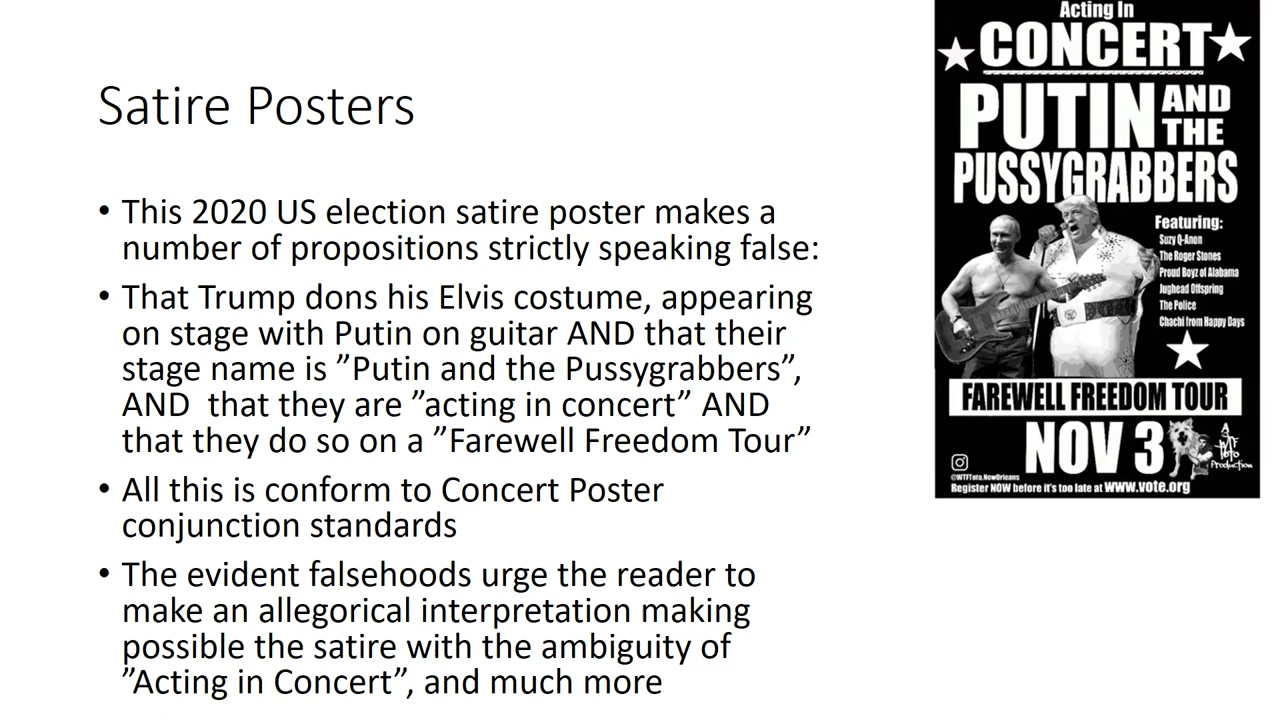 Satire Posters
• This 2020 US election satire poster makes a
number of propositions strictly speaking false:
• That Trump dons his Elvis costume, appearing
on stage with Putin on guitar AND that their
stage name is ”Putin and the Pussygrabbers”,
AND  that they are ”acting in concert” AND
that they do so on a ”Farewell Freedom Tour”
• All this is conform to Concert Poster
conjunction standards
• The evident falsehoods urge the reader to
make an allegorical interpretation making
possible the satire with the ambiguity of
”Acting in Concert”, and much more
Acting In
CONCERT
PUTIN AND THE
PUSSYGRABBERS
Featuring:
Suzy Q-Anon
The Roger Stones
Proud Boyz of Alabama
Jughead Offspring
The Police
Chachi from Happy Days
FAREWELL FREEDOM TOUR
NOV 3
A
WTF
Toto
Production
@WTFToto.NewOrleans
Register NOW before it's too late at www.vote.org